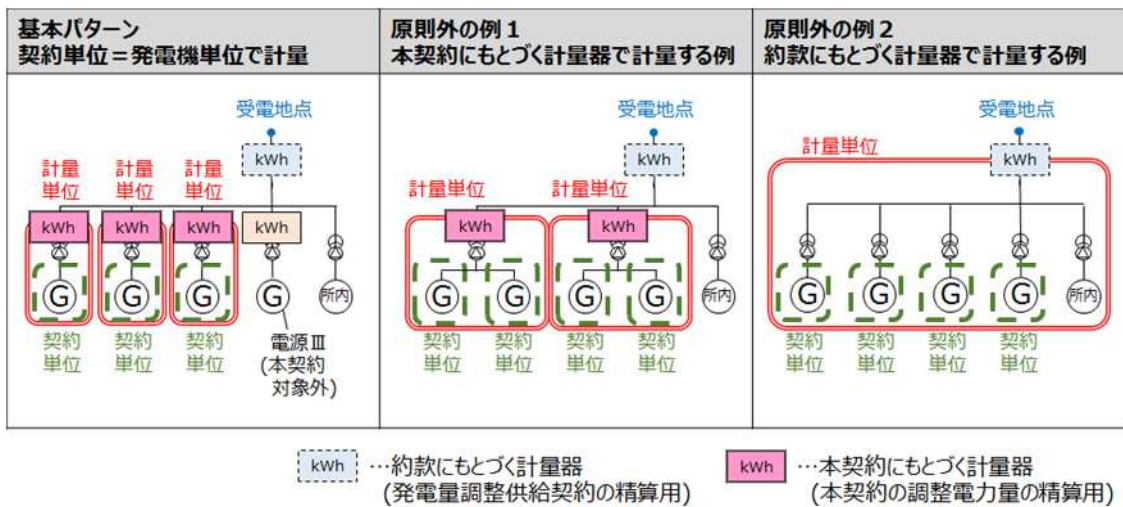 基本パターン
契約単位＝発電機単位で計量
受電地点
kWh
計量
単位
計量
単位
計量
単位
kWh
kWh
kWh
kWh
G
G
G
G
所内
契約
単位
契約
単位
契約
単位
電源Ⅲ
(本契約
対象外)
原則外の例１
本契約にもとづく計量器で計量する例
受電地点
kWh
計量単位
計量単位
kWh
kWh
G
G
G
G
所内
契約
単位
契約
単位
契約
単位
契約
単位
原則外の例２
約款にもとづく計量器で計量する例
受電地点
計量単位
kWh
G
G
G
G
所内
契約
単位
契約
単位
契約
単位
契約
単位
kWh …約款にもとづく計量器
(発電量調整供給契約の精算用)
kWh …本契約にもとづく計量器
(本契約の調整電力量の精算用)